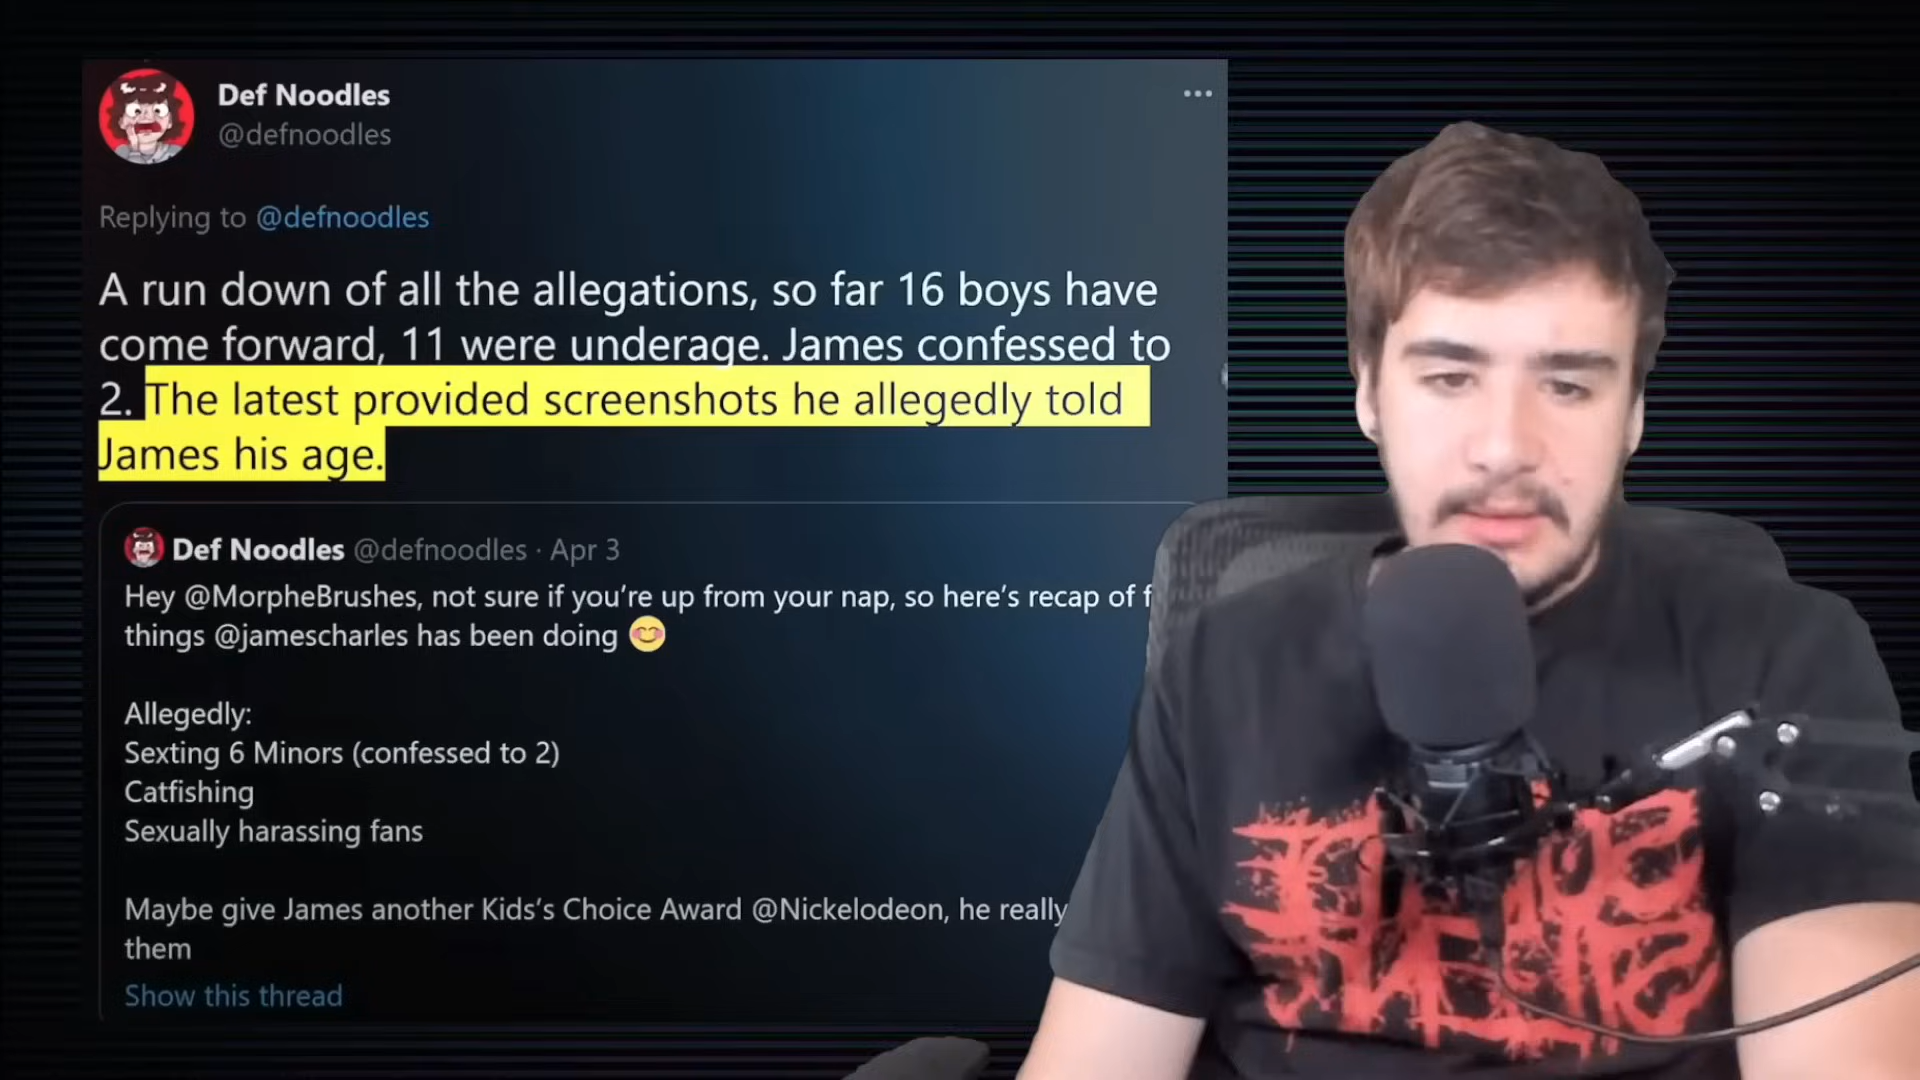 Def Noodles
@defnoodles
Replying to @defnoodles
A run down of all the allegations, so far 16 boys have
come forward, 11 were underage. James confessed to
2. The latest provided screenshots he allegedly told
James his age.
Def Noodles @defnoodles · Apr 3
Hey @MorpheBrushes, not sure if you’re up from your nap, so here’s recap of
things @jamescharles has been doing 😊
Allegedly:
Sexting 6 Minors (confessed to 2)
Catfishing
Sexually harassing fans
Maybe give James another Kid’s Choice Award @Nickelodeon, he really
them
Show this thread